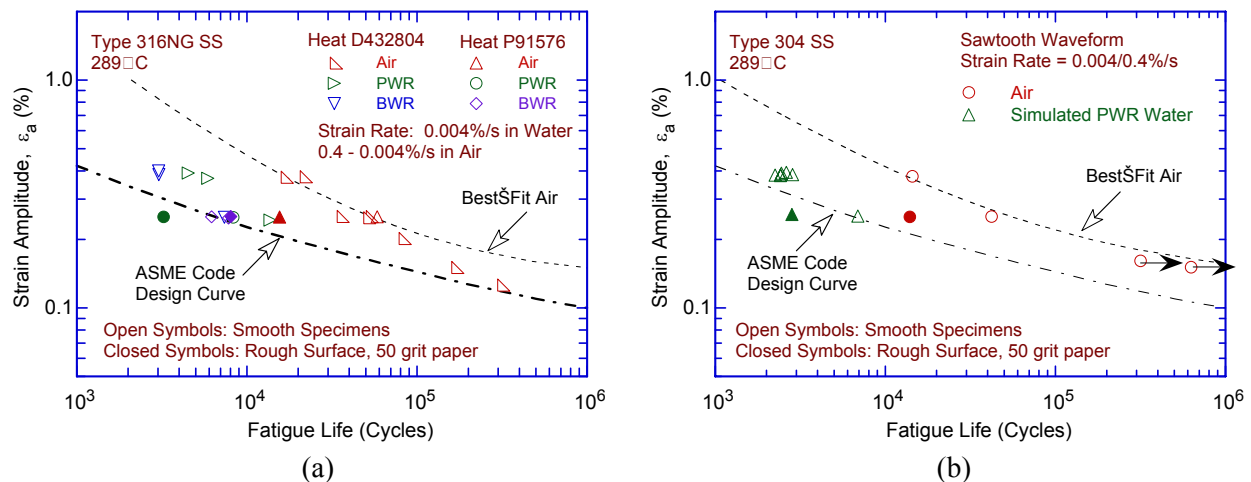 Type 316NG SS
289□C
Heat D432804
Heat P91576
Air
Air
PWR
PWR
BWR
BWR
Strain Rate: 0.004%/s in Water
0.4 - 0.004%/s in Air
BestŠFit Air
ASME Code
Design Curve
Open Symbols: Smooth Specimens
Closed Symbols: Rough Surface, 50 grit paper
Strain Amplitude, εa (%)
1.0
0.1
10³
10⁴
10⁵
10⁶
Fatigue Life (Cycles)
(a)
Type 304 SS
289□C
Sawtooth Waveform
Strain Rate = 0.004/0.4%/s
Air
Simulated PWR Water
BestŠFit Air
ASME Code
Design Curve
Open Symbols: Smooth Specimens
Closed Symbols: Rough Surface, 50 grit paper
Strain Amplitude, εa (%)
1.0
0.1
10³
10⁴
10⁵
10⁶
Fatigue Life (Cycles)
(b)